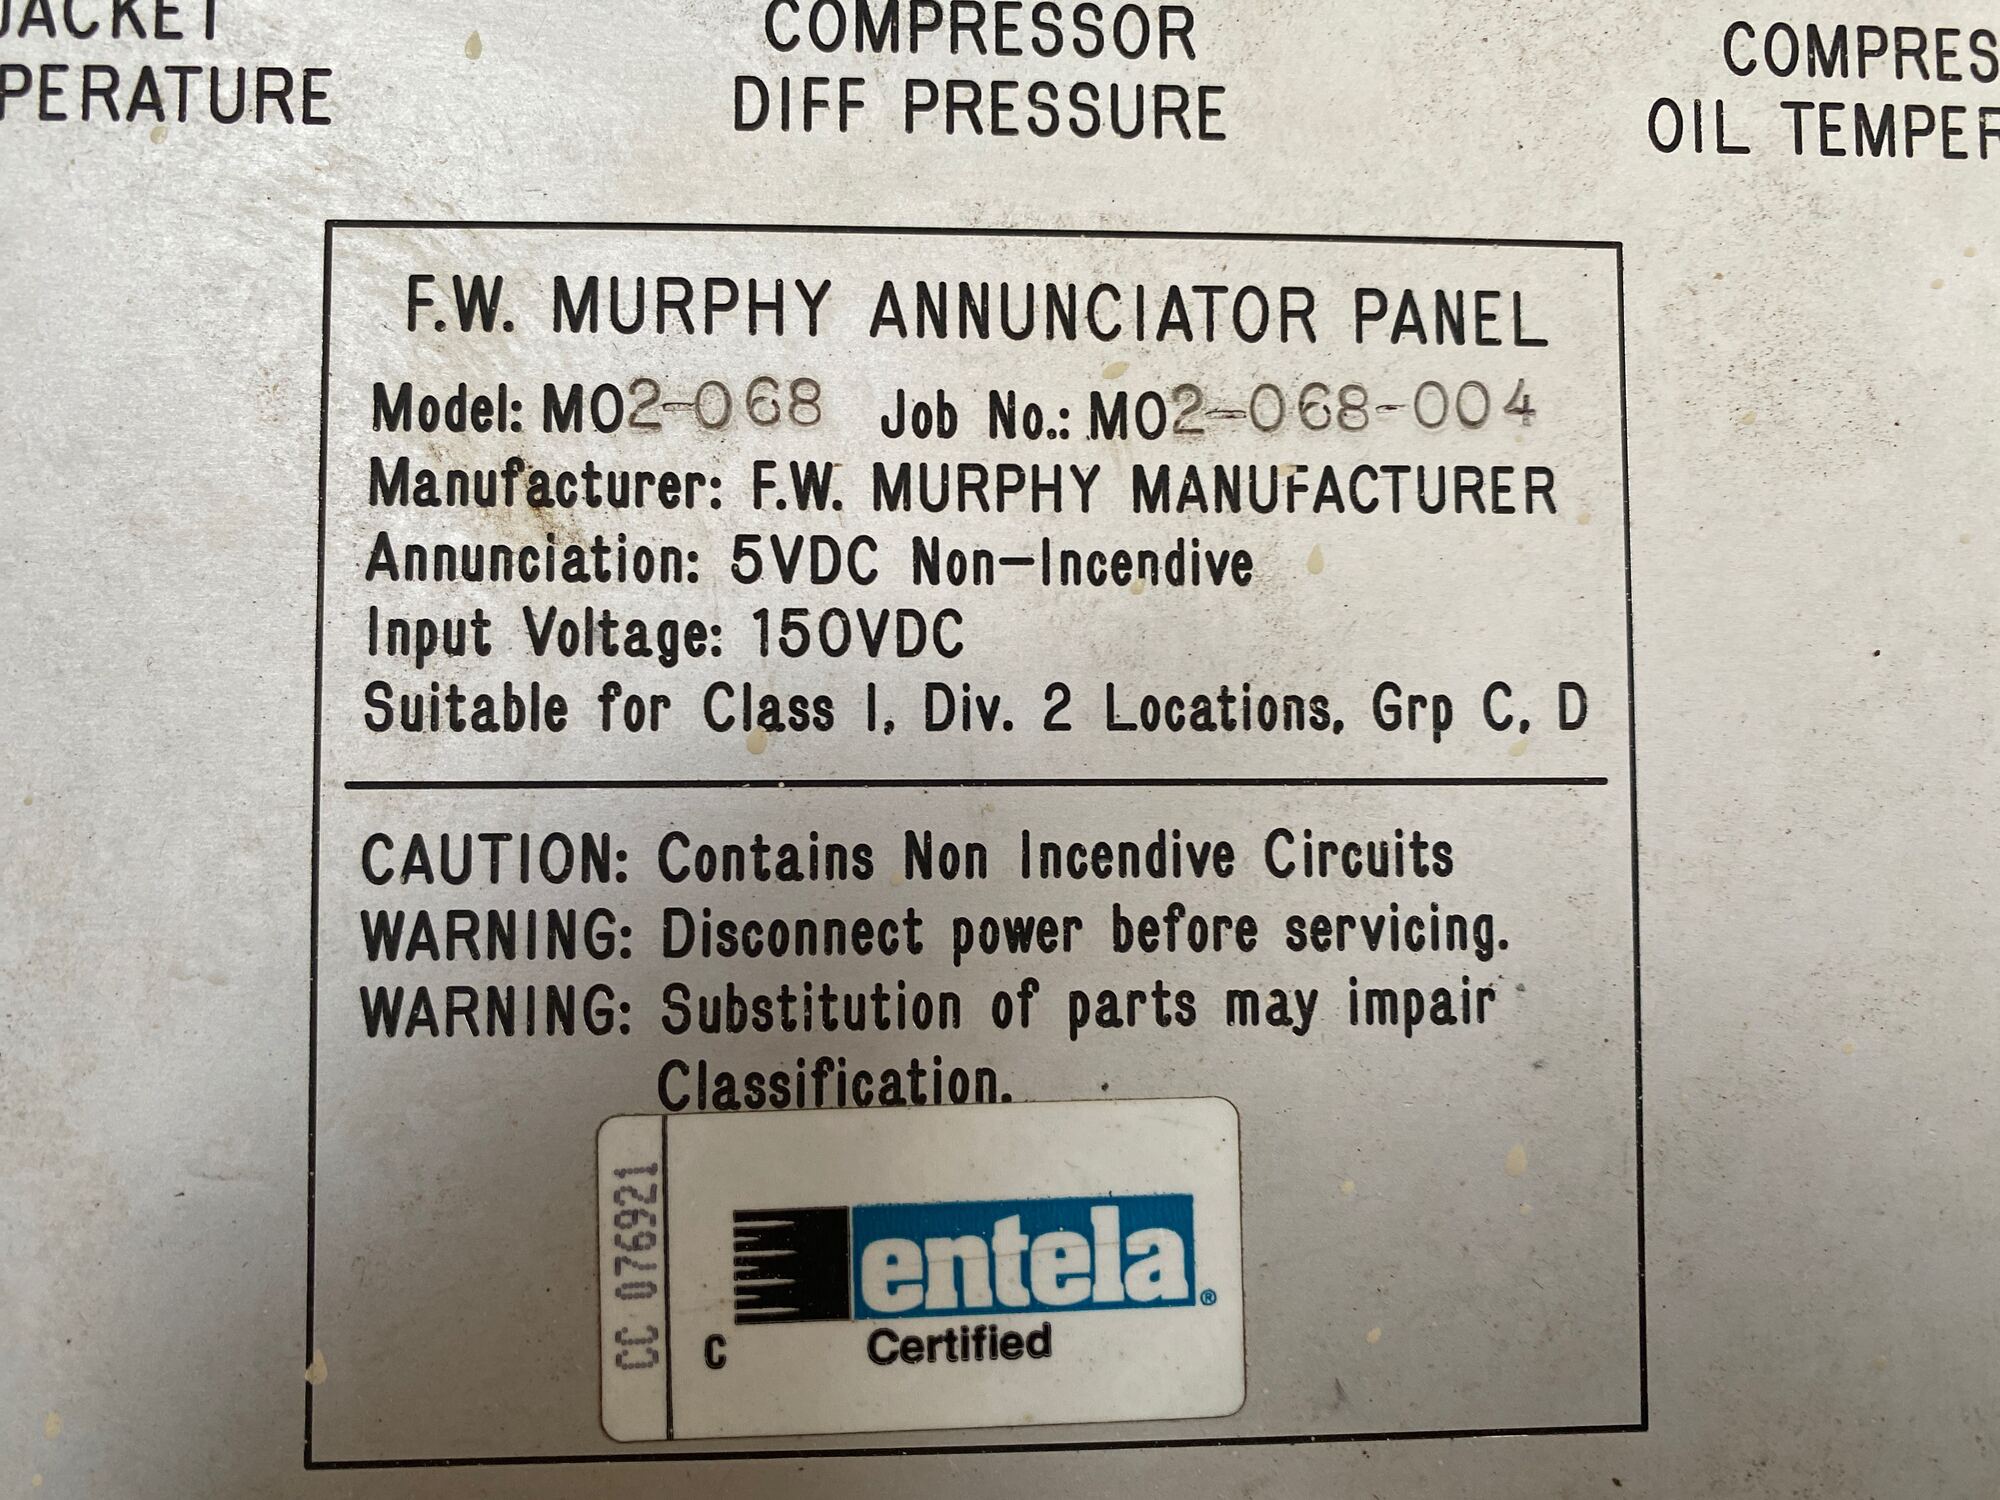 JACKET
PERATURE
COMPRESSOR
DIFF PRESSURE
COMPRES
OIL TEMPER
F.W. MURPHY ANNUNCIATOR PANEL
Model: MO2-068 Job No.: MO2-068-004
Manufacturer: F.W. MURPHY MANUFACTURER
Annunciation: 5VDC Non-Incendive
Input Voltage: 150VDC
Suitable for Class I, Div. 2 Locations, Grp C, D
CAUTION: Contains Non Incendive Circuits
WARNING: Disconnect power before servicing.
WARNING: Substitution of parts may impair
Classification.
CC 076921
entela®
C
Certified